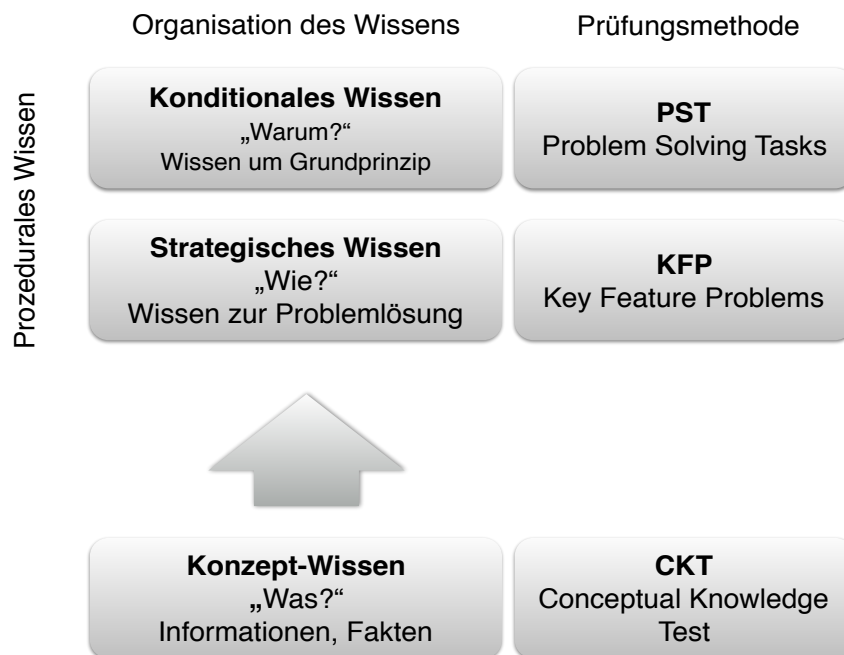 Organisation des Wissens
Prüfungsmethode
Prozedurales Wissen
Konditionales Wissen
„Warum?“
Wissen um Grundprinzip
PST
Problem Solving Tasks
Strategisches Wissen
„Wie?“
Wissen zur Problemlösung
KFP
Key Feature Problems
Konzept-Wissen
„Was?“
Informationen, Fakten
CKT
Conceptual Knowledge
Test